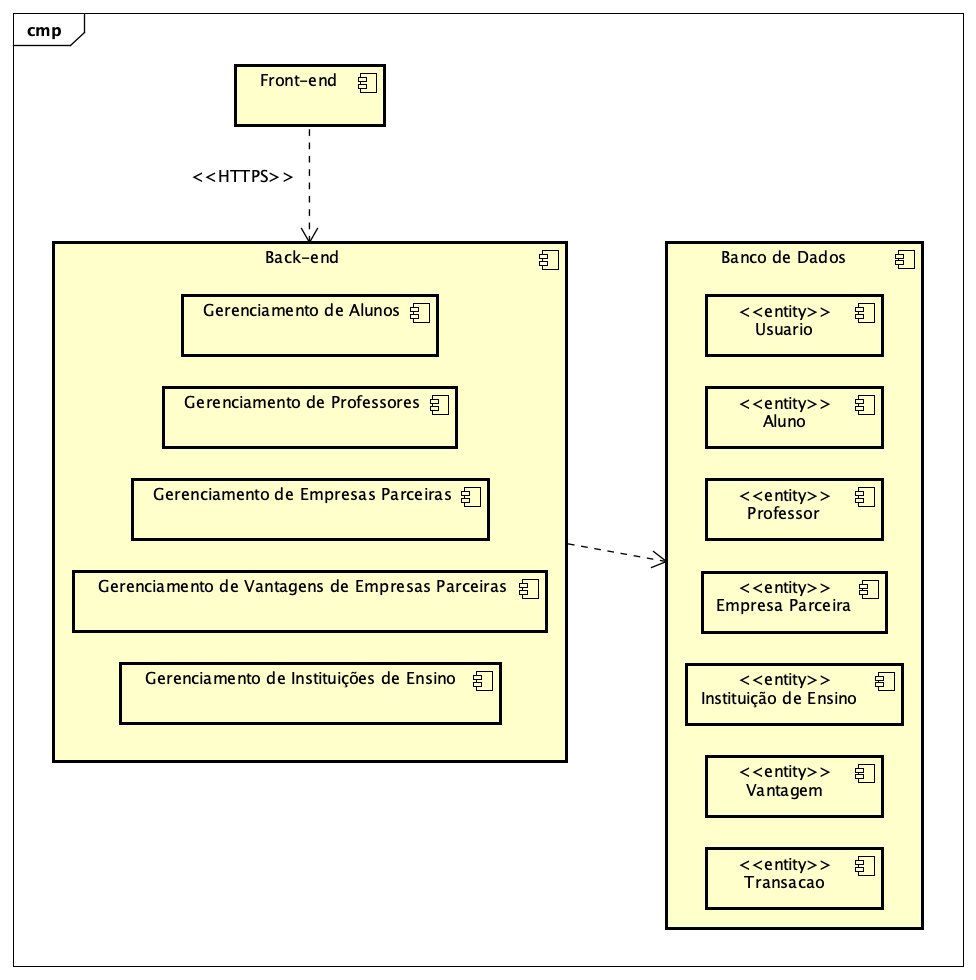 cmp
Front-end
<<HTTPS>>
Back-end
Gerenciamento de Alunos
Gerenciamento de Professores
Gerenciamento de Empresas Parceiras
Gerenciamento de Vantagens de Empresas Parceiras
Gerenciamento de Instituições de Ensino
Banco de Dados
<<entity>>
Usuario
<<entity>>
Aluno
<<entity>>
Professor
<<entity>>
Empresa Parceira
<<entity>>
Instituição de Ensino
<<entity>>
Vantagem
<<entity>>
Transacao